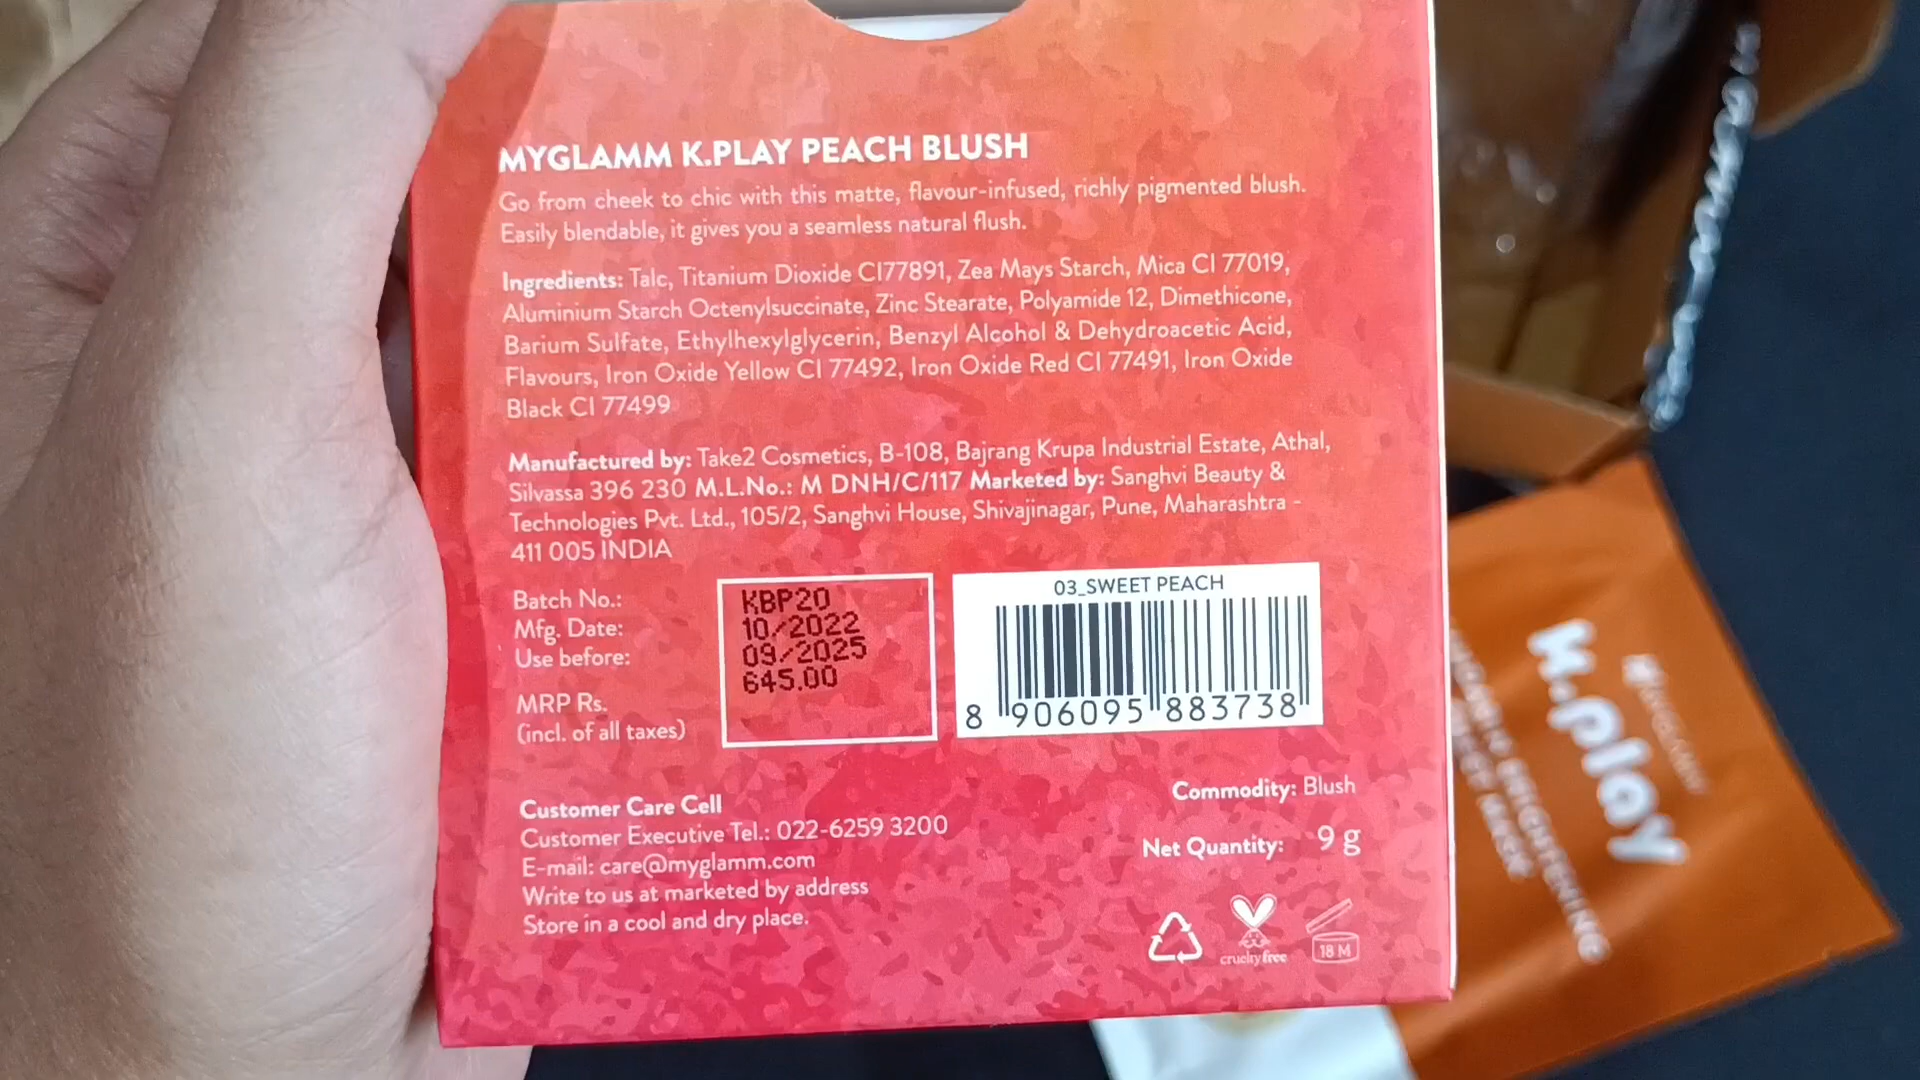 MYGLAMM K.PLAY PEACH BLUSH
Go from cheek to chic with this matte, flavour-infused, richly pigmented blush.
Easily blendable, it gives you a seamless natural flush.
Ingredients: Talc, Titanium Dioxide CI77891, Zea Mays Starch, Mica CI 77019,
Aluminium Starch Octenylsuccinate, Zinc Stearate, Polyamide 12, Dimethicone,
Barium Sulfate, Ethylhexylglycerin, Benzyl Alcohol & Dehydroacetic Acid,
Flavours, Iron Oxide Yellow CI 77492, Iron Oxide Red CI 77491, Iron Oxide
Black CI 77499
Manufactured by: Take2 Cosmetics, B-108, Bajrang Krupa Industrial Estate, Athal,
Silvassa 396 230 M.L.No.: M DNH/C/117 Marketed by: Sanghvi Beauty &
Technologies Pvt. Ltd., 105/2, Sanghvi House, Shivajinagar, Pune, Maharashtra -
411 005 INDIA
Batch No.: KBP20
Mfg. Date: 10/2022
Use before: 09/2025
MRP Rs. 645.00
(incl. of all taxes)
03_SWEET PEACH
8 906095 883738
Customer Care Cell
Customer Executive Tel.: 022-6259 3200
E-mail: care@myglamm.com
Write to us at marketed by address
Store in a cool and dry place.
Commodity: Blush
Net Quantity: 9 g
cruelty free
18 M
K.play
BRIGHTENING
MASK